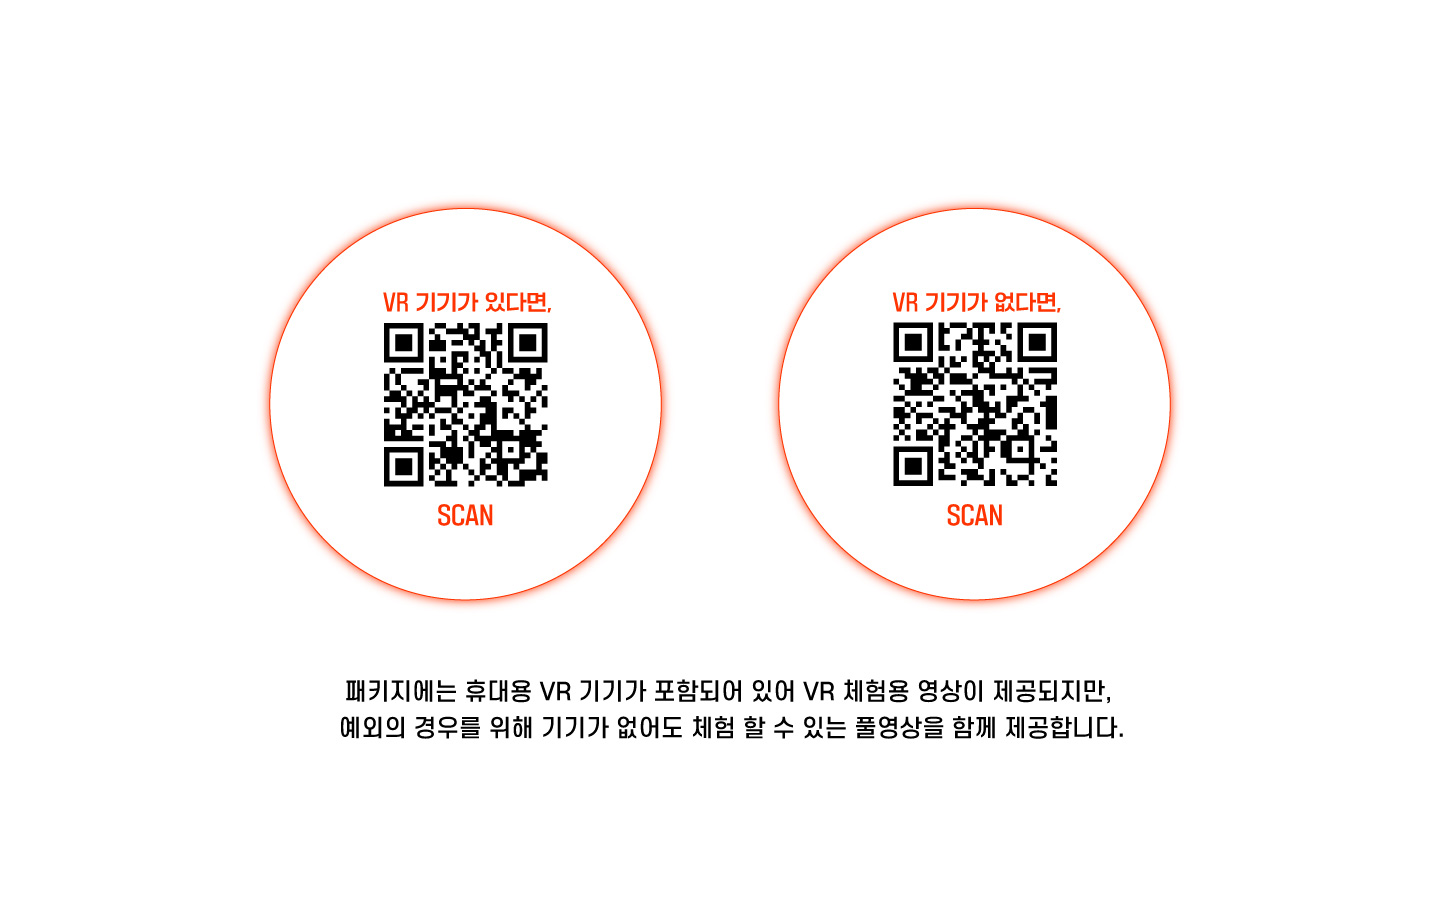 VR 기기가 있다면,
SCAN
VR 기기가 없다면,
SCAN
패키지에는 휴대용 VR 기기가 포함되어 있어 VR 체험용 영상이 제공되지만,
예외의 경우를 위해 기기가 없어도 체험 할 수 있는 풀영상을 함께 제공합니다.